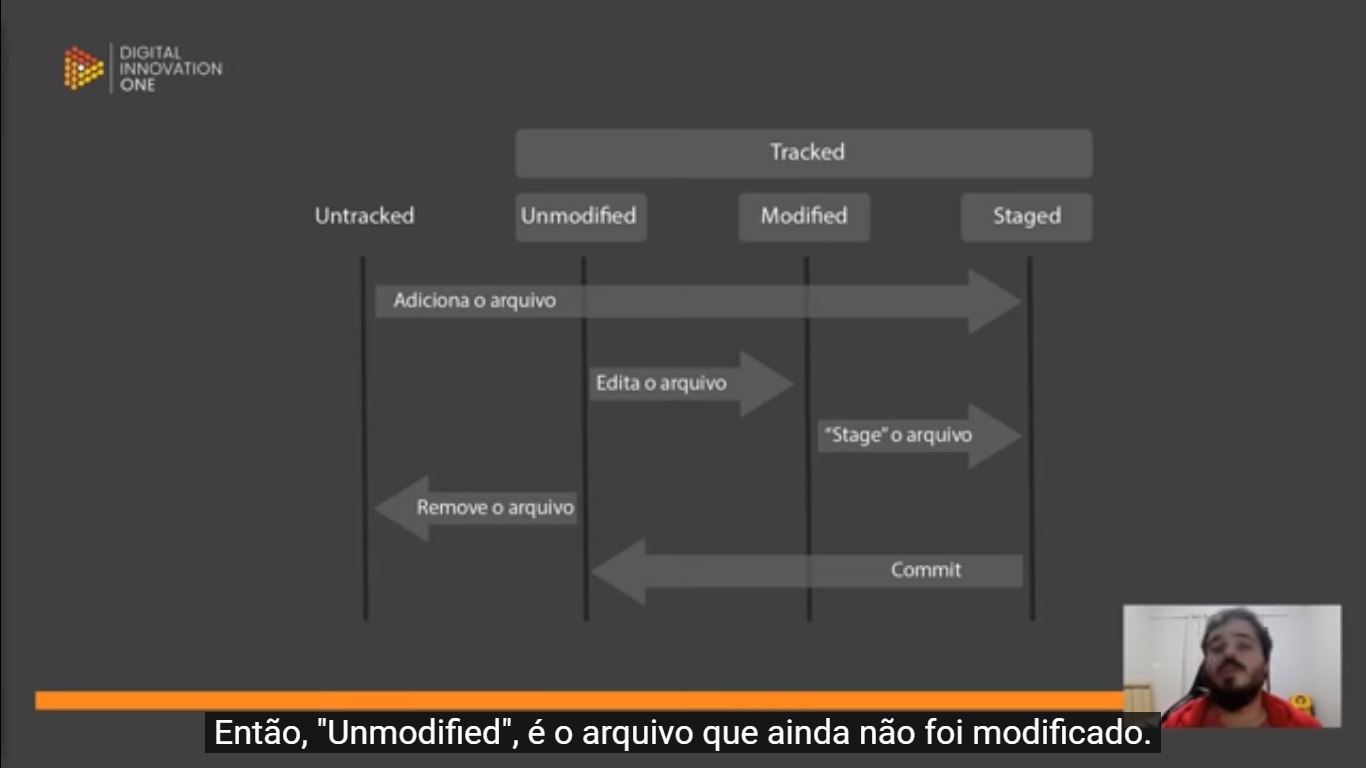 DIGITAL
INNOVATION
ONE
Tracked
Untracked
Unmodified
Modified
Staged
Adiciona o arquivo
Edita o arquivo
“Stage” o arquivo
Remove o arquivo
Commit
Então, "Unmodified", é o arquivo que ainda não foi modificado.